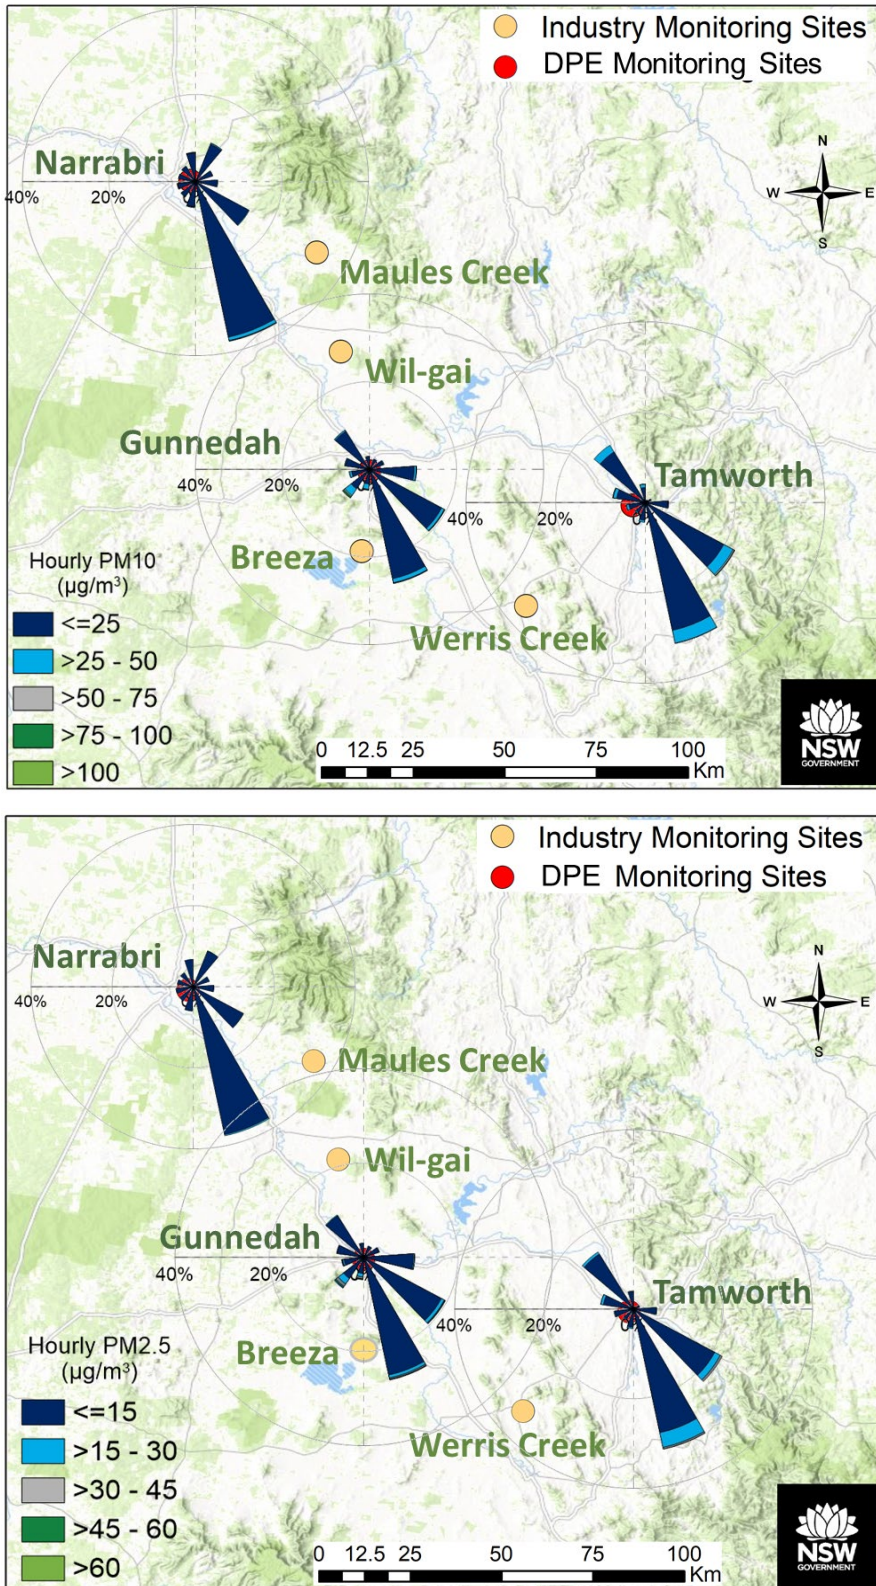 Industry Monitoring Sites
DPE Monitoring Sites
N
W E
S
Narrabri
40% 20%
Maules Creek
Wil-gai
Gunnedah
40% 20%
Tamworth
40% 20% 0%
Breeza
Werris Creek
Hourly PM10
(µg/m³)
<=25
>25 - 50
>50 - 75
>75 - 100
>100
0 12.5 25 50 75 100
Km
NSW
GOVERNMENT
Industry Monitoring Sites
DPE Monitoring Sites
N
W E
S
Narrabri
40% 20%
Maules Creek
Wil-gai
Gunnedah
40% 20%
Tamworth
40% 20% 0%
Breeza
Werris Creek
Hourly PM2.5
(µg/m³)
<=15
>15 - 30
>30 - 45
>45 - 60
>60
0 12.5 25 50 75 100
Km
NSW
GOVERNMENT